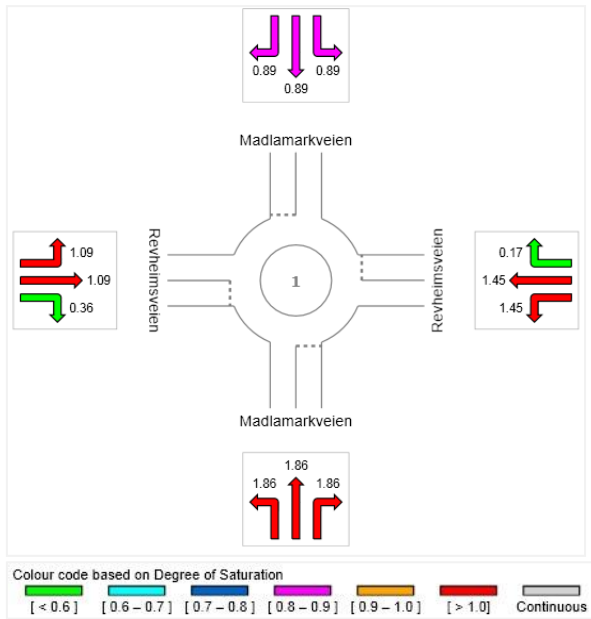 0.89 0.89
0.89
Madlamarkveien
Revheimsveien
1.09
1.09
0.36
1
Revheimsveien
0.17
1.45
1.45
Madlamarkveien
1.86
1.86 1.86
Colour code based on Degree of Saturation
[ < 0.6 ] [ 0.6 – 0.7 ] [ 0.7 – 0.8 ] [ 0.8 – 0.9 ] [ 0.9 – 1.0 ] [ > 1.0] Continuous